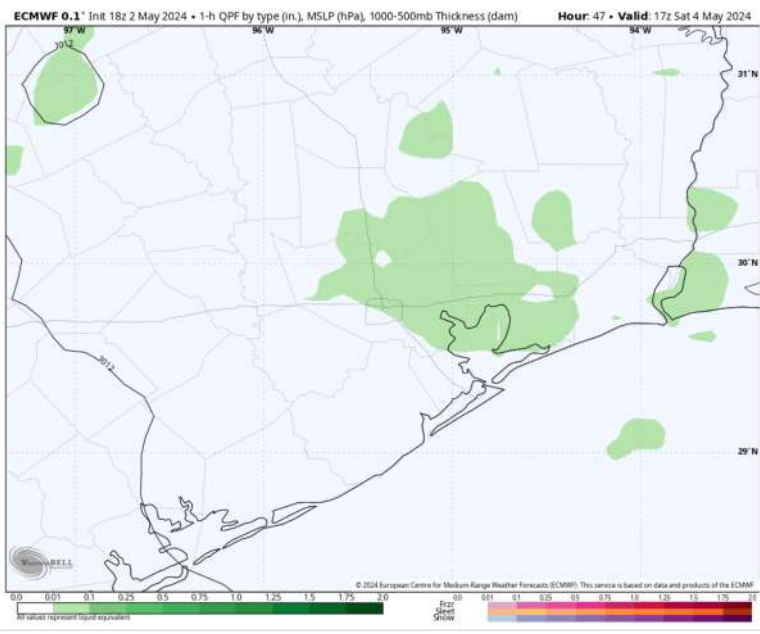 ECMWF 0.1° Init 18z 2 May 2024 • 1-h QPF by type (in.), MSLP (hPa), 1000-500mb Thickness (dam) Hour: 47 • Valid: 17z Sat 4 May 2024
97°W 96°W 95°W 94°W
1012
31°N
30°N
1012
29°N
WeatherBELL
© 2024 European Centre for Medium-Range Weather Forecasts (ECMWF). This service is based on data and products of the ECMWF
0.0 0.01 0.1 0.25 0.5 0.75 1.0 1.25 1.5 1.75 2.0
0.0 0.01 0.1 0.25 0.5 0.75 1.0 1.25 1.5 1.75 2.0
Frzr
Sleet
Snow
All values represent liquid equivalent